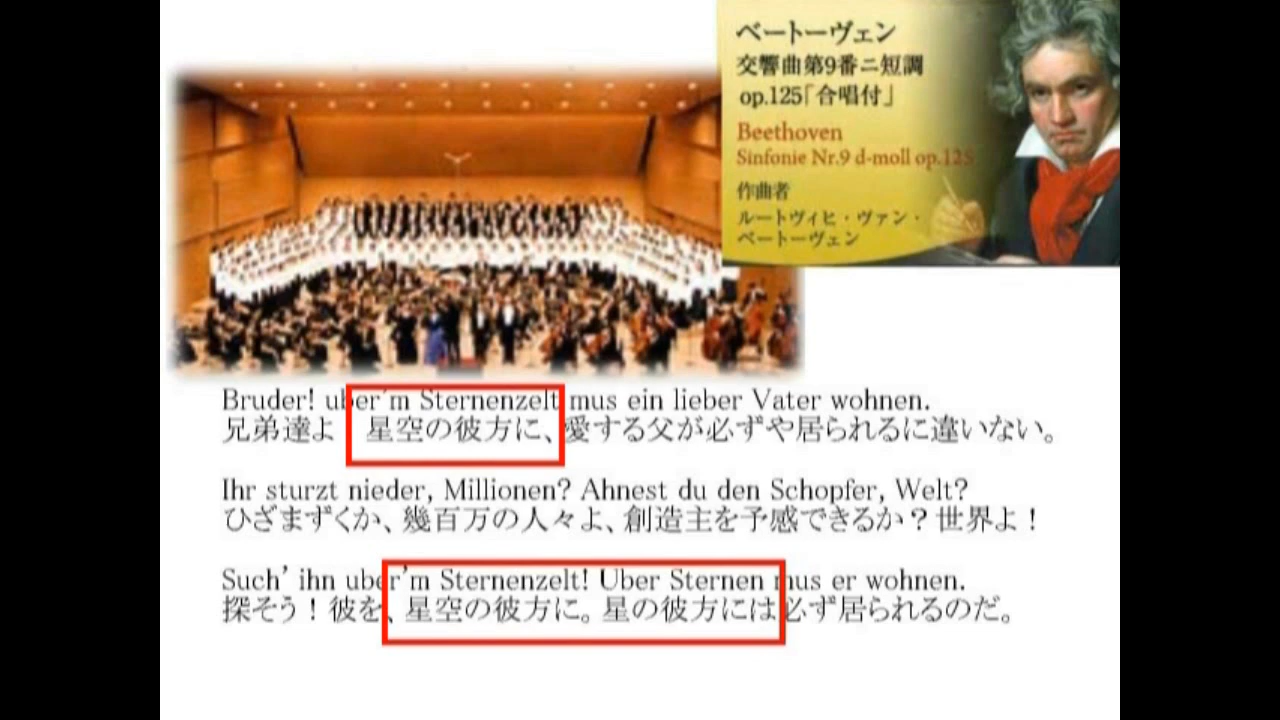 ベートーヴェン
交響曲第9番ニ短調
op.125「合唱付」
Beethoven
Sinfonie Nr.9 d-moll op.125
作曲者
ルートヴィヒ・ヴァン・
ベートーヴェン
Bruder! uber´m Sternenzelt mus ein lieber Vater wohnen.
兄弟達よ　星空の彼方に、愛する父が必ずや居られるに違いない。
Ihr sturzt nieder, Millionen? Ahnest du den Schopfer, Welt?
ひざまずくか、幾百万の人々よ、創造主を予感できるか？世界よ！
Such’ ihn uber’m Sternenzelt! Uber Sternen mus er wohnen.
探そう！彼を、星空の彼方に。星の彼方には必ず居られるのだ。